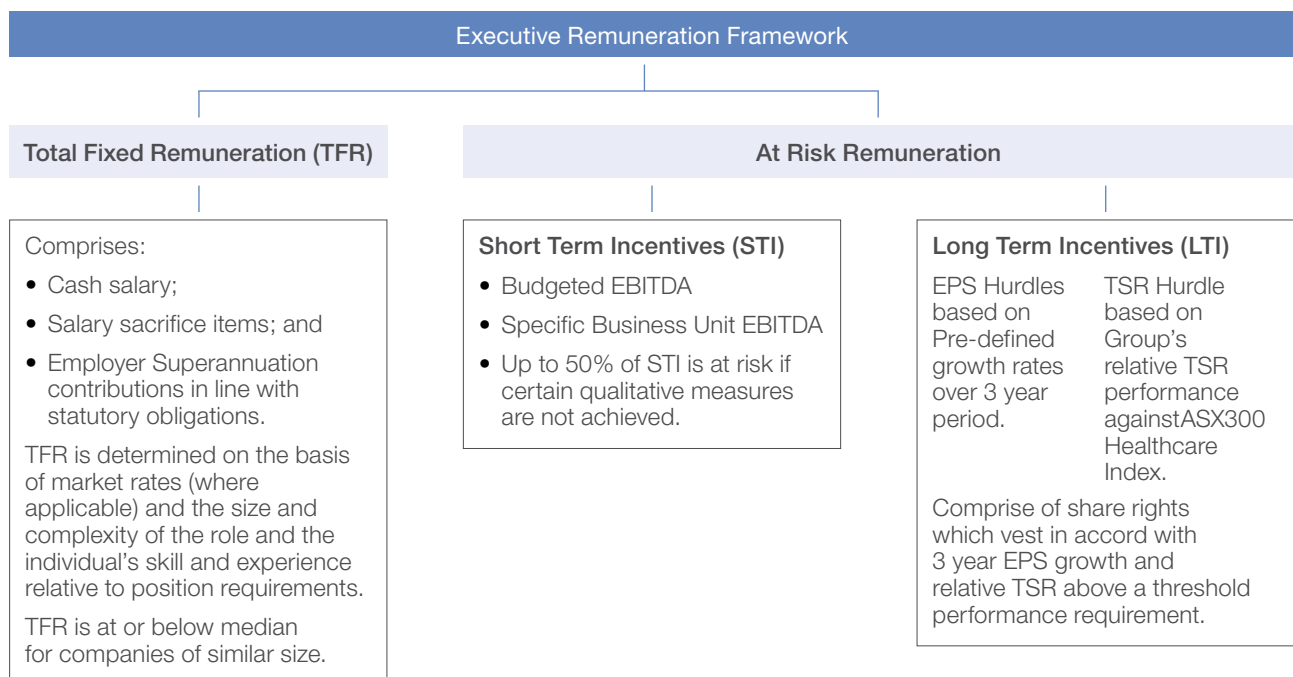 Executive Remuneration Framework
Total Fixed Remuneration (TFR)
At Risk Remuneration
Comprises:
• Cash salary;
• Salary sacrifice items; and
• Employer Superannuation
contributions in line with
statutory obligations.
TFR is determined on the basis
of market rates (where
applicable) and the size and
complexity of the role and the
individual's skill and experience
relative to position requirements.
TFR is at or below median
for companies of similar size.
Short Term Incentives (STI)
• Budgeted EBITDA
• Specific Business Unit EBITDA
• Up to 50% of STI is at risk if
certain qualitative measures
are not achieved.
Long Term Incentives (LTI)
EPS Hurdles
based on
Pre-defined
growth rates
over 3 year
period.
TSR Hurdle
based on
Group's
relative TSR
performance
againstASX300
Healthcare
Index.
Comprise of share rights
which vest in accord with
3 year EPS growth and
relative TSR above a threshold
performance requirement.